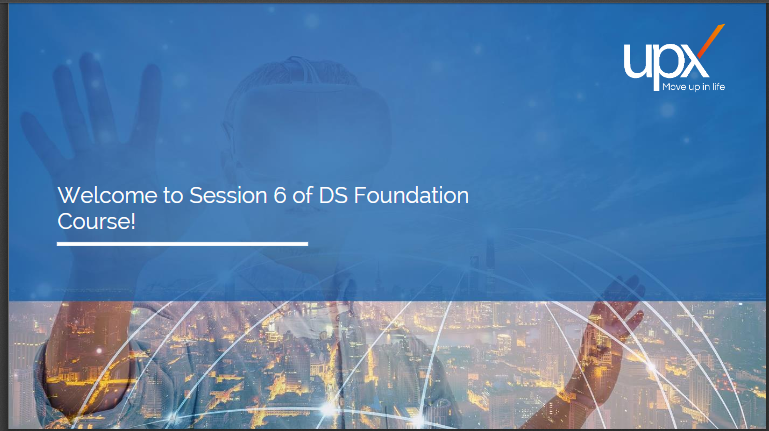 upx
Move up in life
Welcome to Session 6 of DS Foundation
Course!